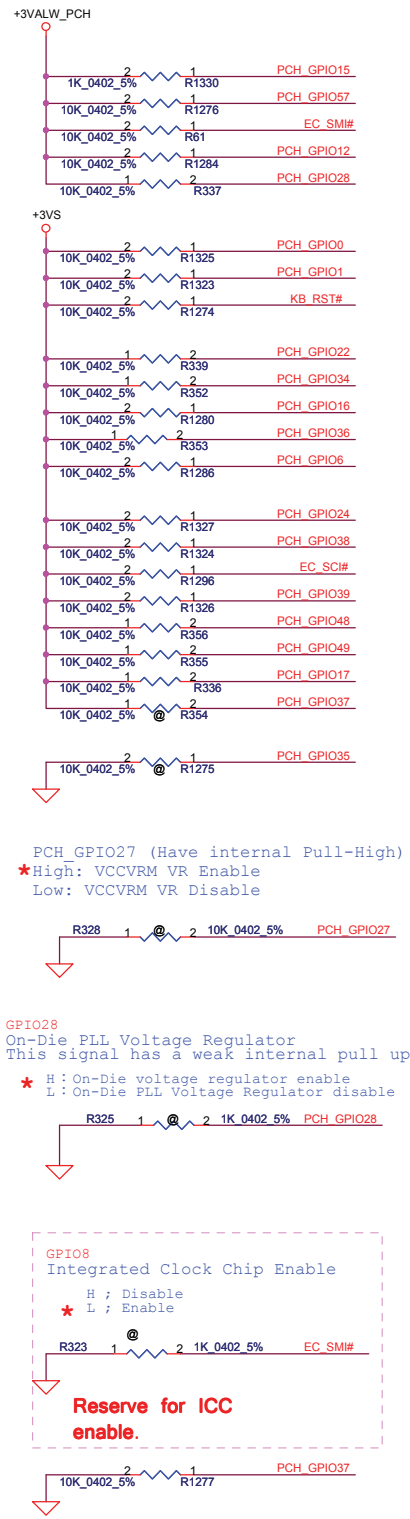 +3VALW_PCH
2 1 PCH_GPIO15
1K_0402_5% R1330
2 1 PCH_GPIO57
10K_0402_5% R1276
2 1 EC_SMI#
10K_0402_5% R61
2 1 PCH_GPIO12
10K_0402_5% R1284
1 2 PCH_GPIO28
10K_0402_5% R337
+3VS
2 1 PCH_GPIO0
10K_0402_5% R1325
2 1 PCH_GPIO1
10K_0402_5% R1323
2 1 KB_RST#
10K_0402_5% R1274
1 2 PCH_GPIO22
10K_0402_5% R339
1 2 PCH_GPIO34
10K_0402_5% R352
2 1 PCH_GPIO16
10K_0402_5% R1280
1 2 PCH_GPIO36
10K_0402_5% R353
2 1 PCH_GPIO6
10K_0402_5% R1286
2 1 PCH_GPIO24
10K_0402_5% R1327
2 1 PCH_GPIO38
10K_0402_5% R1324
2 1 EC_SCI#
10K_0402_5% R1296
2 1 PCH_GPIO39
10K_0402_5% R1326
1 2 PCH_GPIO48
10K_0402_5% R356
1 2 PCH_GPIO49
10K_0402_5% R355
1 2 PCH_GPIO17
10K_0402_5% R336
1 2 PCH_GPIO37
10K_0402_5% @ R354
2 1 PCH_GPIO35
10K_0402_5% @ R1275
PCH_GPIO27 (Have internal Pull-High)
*High: VCCVRM VR Enable
Low: VCCVRM VR Disable
R328 1 @ 2 10K_0402_5% PCH_GPIO27
GPIO28
On-Die PLL Voltage Regulator
This signal has a weak internal pull up
* H：On-Die voltage regulator enable
L：On-Die PLL Voltage Regulator disable
R325 1 @ 2 1K_0402_5% PCH_GPIO28
GPIO8
Integrated Clock Chip Enable
H ; Disable
* L ; Enable
@
R323 1 2 1K_0402_5% EC_SMI#
Reserve for ICC
enable.
2 1 PCH_GPIO37
10K_0402_5% R1277